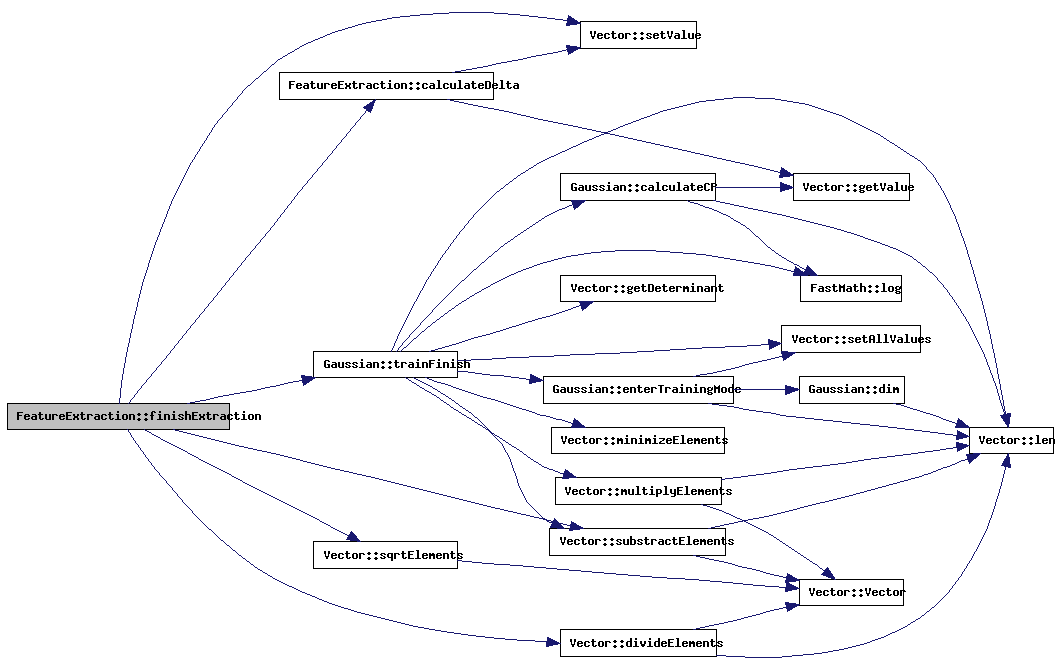 Vector::setValue
FeatureExtraction::calculateDelta
Gaussian::calculateCP
Vector::getValue
Vector::getDeterminant
FastMath::log
Vector::setAllValues
Gaussian::trainFinish
Gaussian::enterTrainingMode
Gaussian::dim
FeatureExtraction::finishExtraction
Vector::minimizeElements
Vector::len
Vector::multiplyElements
Vector::substractElements
Vector::sqrtElements
Vector::Vector
Vector::divideElements